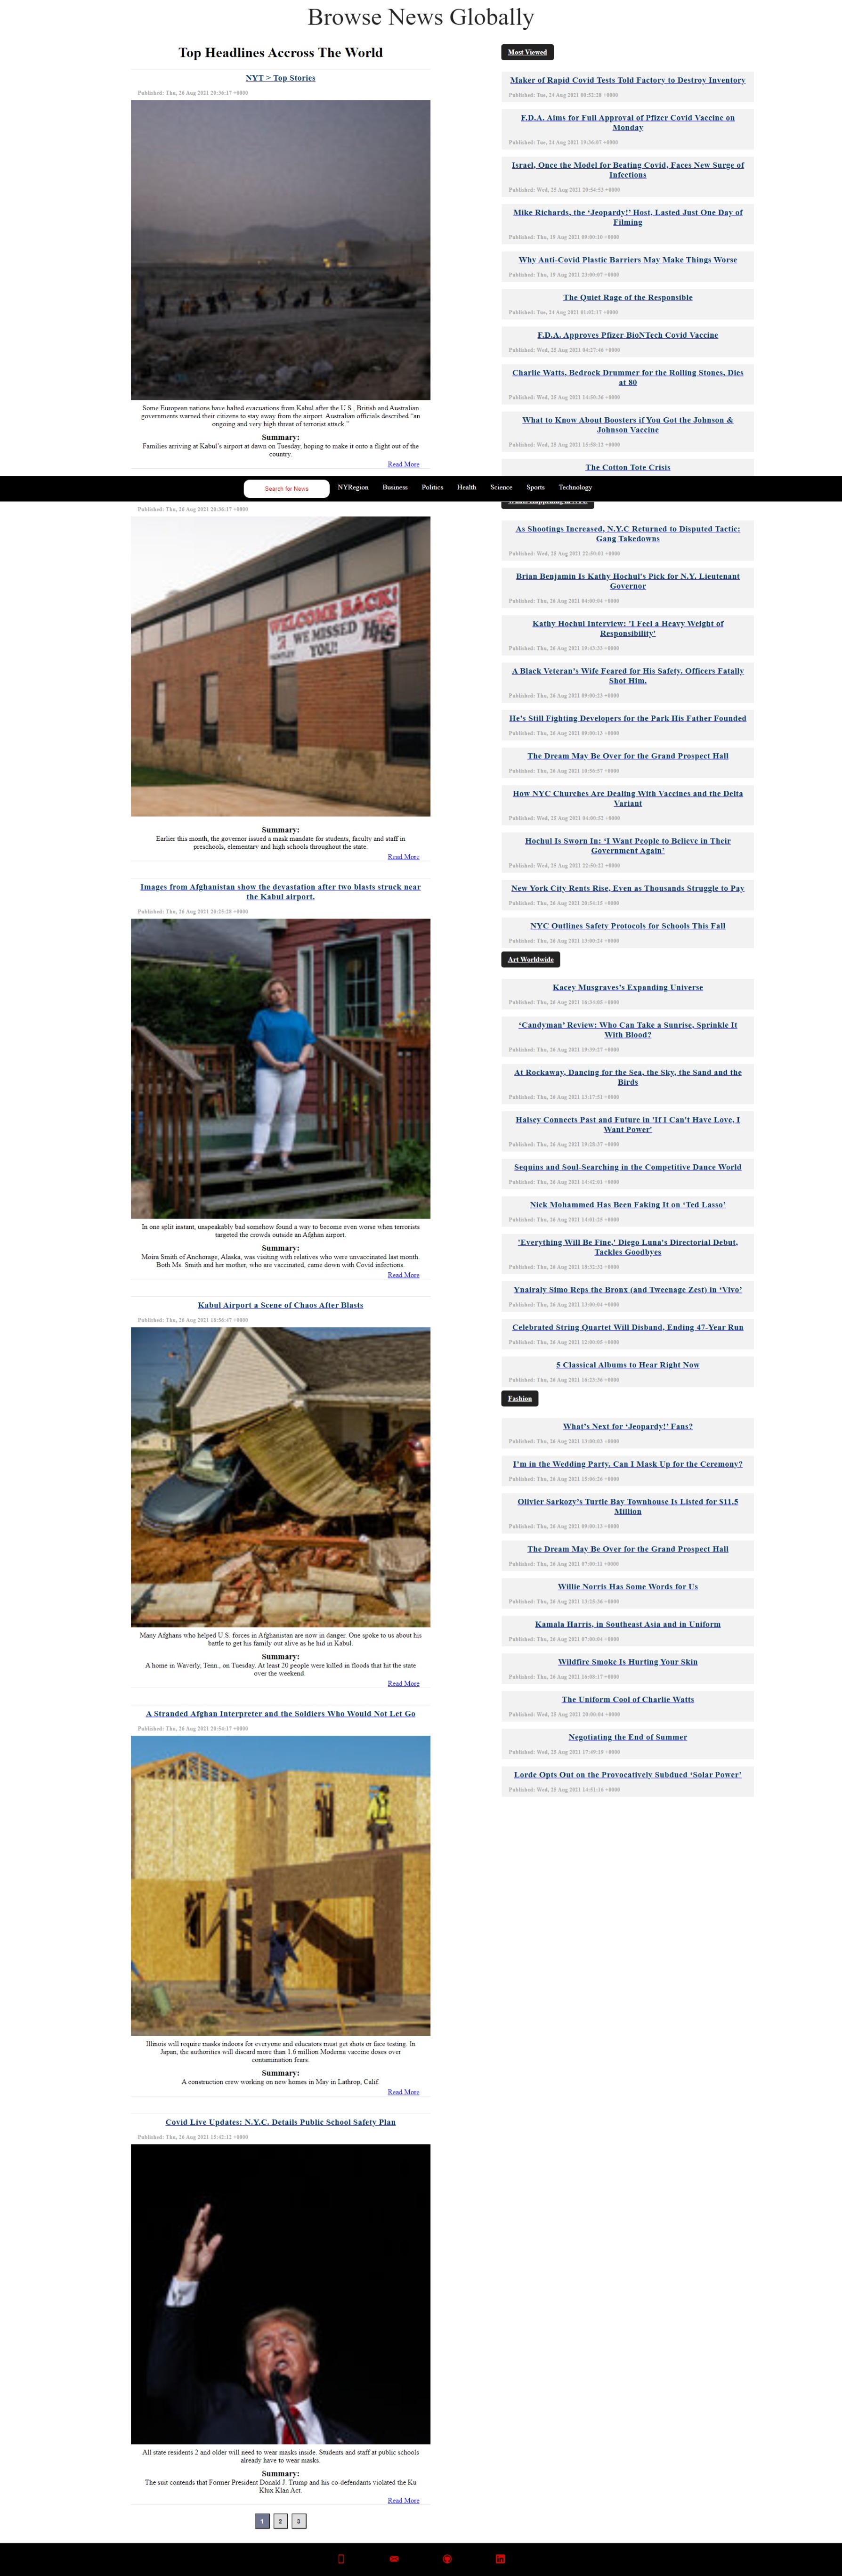 Browse News Globally
Top Headlines Accross The World
NYT > Top Stories
Published: Thu, 26 Aug 2021 20:36:17 +0000
Some European nations have halted evacuations from Kabul after the U.S., British and Australian
governments warned their citizens to stay away from the airport. Australian officials described "an
ongoing and very high threat of terrorist attack."
Summary:
Families arriving at Kabul's airport at dawn on Tuesday, hoping to make it onto a flight out of the
country.
Read More
Search for News
NYRegion
Business
Politics
Health
Science
Sports
Technology
Published: Thu, 26 Aug 2021 20:36:17 +0000
WELCOME BACK!
YOU!
Summary:
Earlier this month, the governor issued a mask mandate for students, faculty and staff in
preschools, elementary and high schools throughout the state.
Read More
Images from Afghanistan show the devastation after two blasts struck near
the Kabul airport.
Published: Thu, 26 Aug 2021 20:25:28 +0000
In one split instant, unspeakably bad somehow found a way to become even worse when terrorists
targeted the crowds outside an Afghan airport.
Summary:
Moira Smith of Anchorage, Alaska, was visiting with relatives who were unvaccinated last month.
Both Ms. Smith and her mother, who are vaccinated, came down with Covid infections.
Read More
Kabul Airport a Scene of Chaos After Blasts
Published: Thu, 26 Aug 2021 18:56:47 +0000
Many Afghans who helped U.S. forces in Afghanistan are now in danger. One spoke to us about his
battle to get his family out alive as he hid in Kabul.
Summary:
A home in Waverly, Tenn., on Tuesday. At least 20 people were killed in floods that hit the state
over the weekend.
Read More
A Stranded Afghan Interpreter and the Soldiers Who Would Not Let Go
Published: Thu, 26 Aug 2021 20:54:17 +0000
Illinois will require masks indoors for everyone and educators must get shots or face testing. In
Japan, the authorities will discard more than 1.6 million Moderna vaccine doses over
contamination fears.
Summary:
A construction crew working on new homes in May in Lathrop, Calif.
Read More
Covid Live Updates: N.Y.C. Details Public School Safety Plan
Published: Thu, 26 Aug 2021 15:42:12 +0000
All state residents 2 and older will need to wear masks inside. Students and staff at public schools
already have to wear masks.
Summary:
The suit contends that Former President Donald J. Trump and his co-defendants violated the Ku
Klux Klan Act.
Read More
1 2 3
Most Viewed
Maker of Rapid Covid Tests Told Factory to Destroy Inventory
Published: Tue, 24 Aug 2021 00:52:28 +0000
F.D.A. Aims for Full Approval of Pfizer Covid Vaccine on
Monday
Published: Tue, 24 Aug 2021 19:56:07 +0000
Israel, Once the Model for Beating Covid, Faces New Surge of
Infections
Published: Wed, 25 Aug 2021 20:54:53 +0000
Mike Richards, the 'Jeopardy!' Host, Lasted Just One Day of
Filming
Published: Thu, 19 Aug 2021 09:00:10 +0000
Why Anti-Covid Plastic Barriers May Make Things Worse
Published: Thu, 19 Aug 2021 23:00:07 +0000
The Quiet Rage of the Responsible
Published: Tue, 24 Aug 2021 01:02:17 +0000
F.D.A. Approves Pfizer-BioNTech Covid Vaccine
Published: Wed, 25 Aug 2021 04:27:46 +0000
Charlie Watts, Bedrock Drummer for the Rolling Stones, Dies
at 80
Published: Wed, 25 Aug 2021 14:50:36 +0000
What to Know About Boosters if You Got the Johnson &
Johnson Vaccine
Published: Wed, 25 Aug 2021 15:58:12 +0000
The Cotton Tote Crisis
As Shootings Increased, N.Y.C Returned to Disputed Tactic:
Gang Takedowns
Published: Wed, 25 Aug 2021 22:50:01 +0000
Brian Benjamin Is Kathy Hochul's Pick for N.Y. Lieutenant
Governor
Published: Thu, 26 Aug 2021 04:00:04 +0000
Kathy Hochul Interview: 'I Feel a Heavy Weight of
Responsibility'
Published: Thu, 26 Aug 2021 19:43:33 +0000
A Black Veteran's Wife Feared for His Safety. Officers Fatally
Shot Him.
Published: Thu, 26 Aug 2021 09:00:23 +0000
He's Still Fighting Developers for the Park His Father Founded
Published: Thu, 26 Aug 2021 09:00:13 +0000
The Dream May Be Over for the Grand Prospect Hall
Published: Thu, 26 Aug 2021 10:56:57 +0000
How NYC Churches Are Dealing With Vaccines and the Delta
Variant
Published: Wed, 25 Aug 2021 04:00:52 +0000
Hochul Is Sworn In: 'I Want People to Believe in Their
Government Again'
Published: Wed, 25 Aug 2021 22:50:21 +0000
New York City Rents Rise, Even as Thousands Struggle to Pay
Published: Thu, 26 Aug 2021 20:54:15 +0000
NYC Outlines Safety Protocols for Schools This Fall
Published: Thu, 26 Aug 2021 13:00:24 +0000
Art Worldwide
Kacey Musgraves's Expanding Universe
Published: Thu, 26 Aug 2021 16:34:05 +0000
'Candyman' Review: Who Can Take a Sunrise, Sprinkle It
With Blood?
Published: Thu, 26 Aug 2021 19:39:27 +0000
At Rockaway, Dancing for the Sea, the Sky, the Sand and the
Birds
Published: Thu, 26 Aug 2021 13:17:51 +0000
Halsey Connects Past and Future in 'If I Can't Have Love, I
Want Power'
Published: Thu, 26 Aug 2021 19:28:37 +0000
Sequins and Soul-Searching in the Competitive Dance World
Published: Thu, 26 Aug 2021 14:42:01 +0000
Nick Mohammed Has Been Faking It on 'Ted Lasso'
Published: Thu, 26 Aug 2021 14:01:25 +0000
'Everything Will Be Fine,' Diego Luna's Directorial Debut,
Tackles Goodbyes
Published: Thu, 26 Aug 2021 18:32:32 +0000
Ynairaly Simo Reps the Bronx (and Tweenage Zest) in 'Vivo'
Published: Thu, 26 Aug 2021 13:00:04 +0000
Celebrated String Quartet Will Disband, Ending 47-Year Run
Published: Thu, 26 Aug 2021 12:00:05 +0000
5 Classical Albums to Hear Right Now
Published: Thu, 26 Aug 2021 16:23:36 +0000
Fashion
What's Next for 'Jeopardy!' Fans?
Published: Thu, 26 Aug 2021 13:00:03 +0000
I'm in the Wedding Party. Can I Mask Up for the Ceremony?
Published: Thu, 26 Aug 2021 15:06:26 +0000
Olivier Sarkozy's Turtle Bay Townhouse Is Listed for $11.5
Million
Published: Thu, 26 Aug 2021 09:00:13 +0000
The Dream May Be Over for the Grand Prospect Hall
Published: Thu, 26 Aug 2021 07:00:11 +0000
Willie Norris Has Some Words for Us
Published: Thu, 26 Aug 2021 13:25:36 +0000
Kamala Harris, in Southeast Asia and in Uniform
Published: Thu, 26 Aug 2021 07:00:04 +0000
Wildfire Smoke Is Hurting Your Skin
Published: Thu, 26 Aug 2021 16:08:17 +0000
The Uniform Cool of Charlie Watts
Published: Wed, 25 Aug 2021 20:00:04 +0000
Negotiating the End of Summer
Published: Wed, 25 Aug 2021 17:49:19 +0000
Lorde Opts Out on the Provocatively Subdued 'Solar Power'
Published: Wed, 25 Aug 2021 14:51:16 +0000